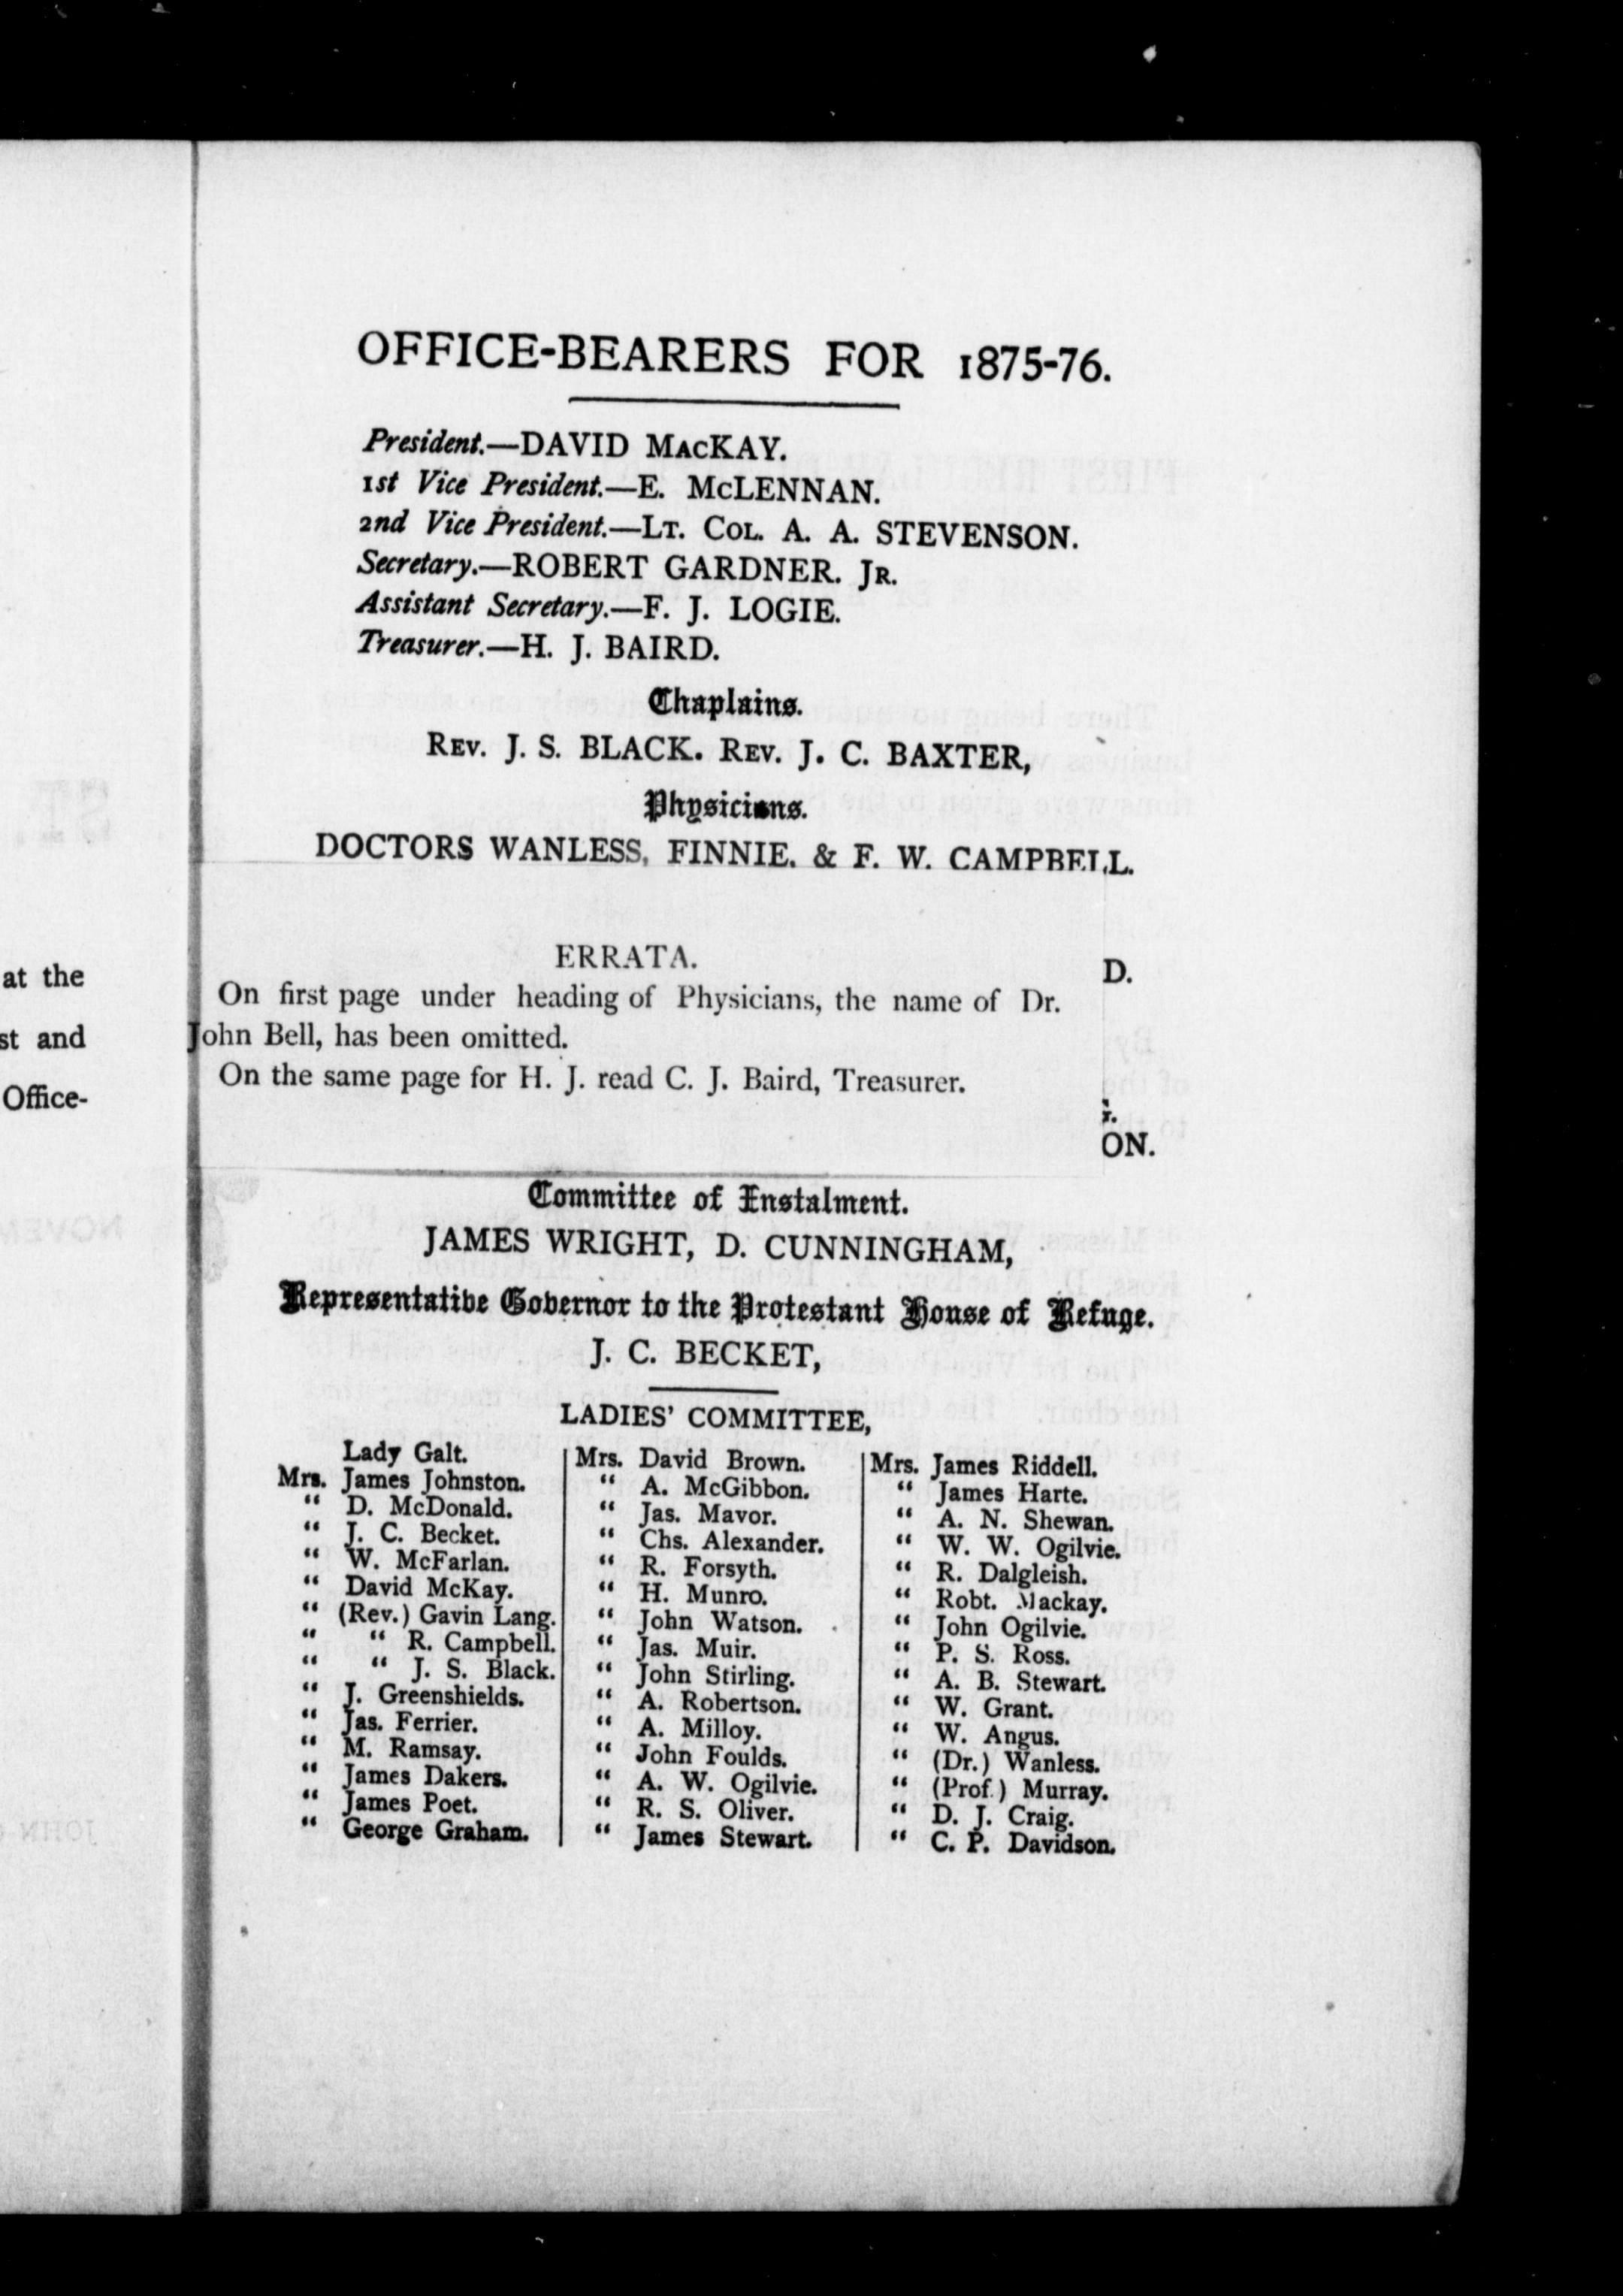 OFFICE-BEARERS FOR 1875-76.
President.—DAVID MacKAY.
1st Vice President.—E. McLENNAN.
2nd Vice President.—Lt. Col. A. A. STEVENSON.
Secretary.—ROBERT GARDNER. Jr.
Assistant Secretary.—F. J. LOGIE.
Treasurer.—H. J. BAIRD.
Chaplains.
Rev. J. S. BLACK. Rev. J. C. BAXTER,
Physicians.
DOCTORS WANLESS, FINNIE. & F. W. CAMPBELL.
ERRATA.
On first page under heading of Physicians, the name of Dr.
John Bell, has been omitted.
On the same page for H. J. read C. J. Baird, Treasurer.
D.
ON.
at the
st and
Office-
Committee of Instalment.
JAMES WRIGHT, D. CUNNINGHAM,
Representative Governor to the Protestant House of Refuge.
J. C. BECKET,
LADIES' COMMITTEE,
Lady Galt.
Mrs. James Johnston.
" D. McDonald.
" J. C. Becket.
" W. McFarlan.
" David McKay.
" (Rev.) Gavin Lang.
" " R. Campbell.
" " J. S. Black.
" J. Greenshields.
" Jas. Ferrier.
" M. Ramsay.
" James Dakers.
" James Poet.
" George Graham.
Mrs. David Brown.
" A. McGibbon.
" Jas. Mavor.
" Chs. Alexander.
" R. Forsyth.
" H. Munro.
" John Watson.
" Jas. Muir.
" John Stirling.
" A. Robertson.
" A. Milloy.
" John Foulds.
" A. W. Ogilvie.
" R. S. Oliver.
" James Stewart.
Mrs. James Riddell.
" James Harte.
" A. N. Shewan.
" W. W. Ogilvie.
" R. Dalgleish.
" Robt. Mackay.
" John Ogilvie.
" P. S. Ross.
" A. B. Stewart.
" W. Grant.
" W. Angus.
" (Dr.) Wanless.
" (Prof.) Murray.
" D. J. Craig.
" C. P. Davidson.